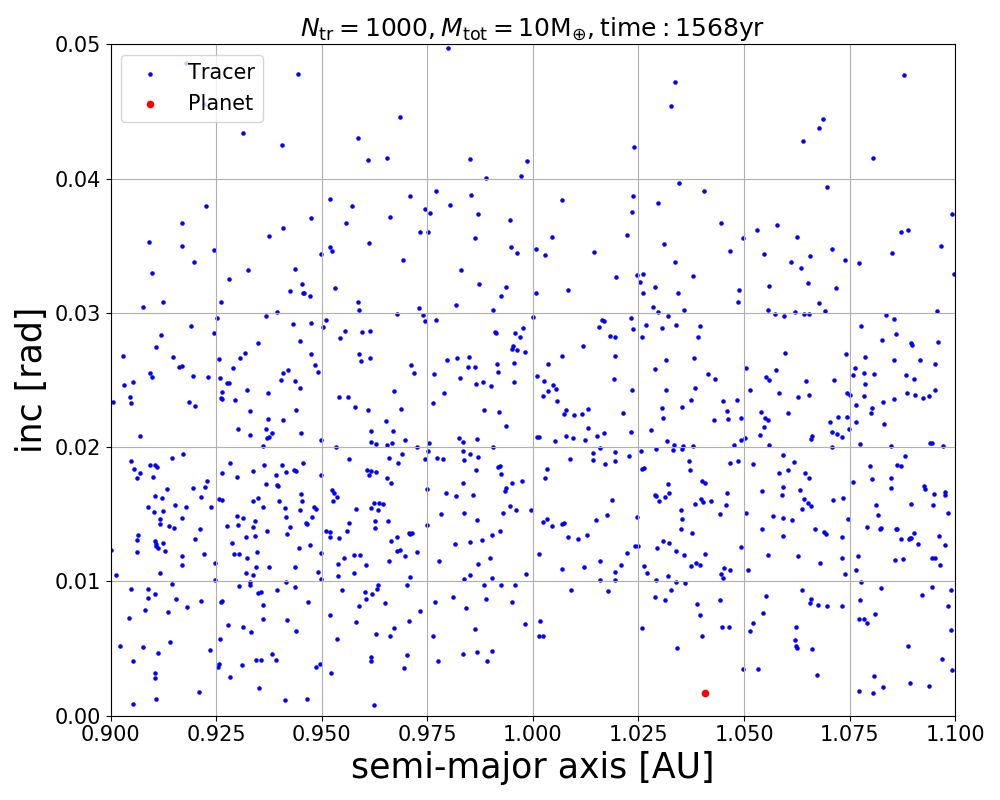 N_tr = 1000, M_tot = 10M_⊕, time : 1568yr
0.05
Tracer
Planet
0.04
0.03
inc [rad]
0.02
0.01
0.00
0.900 0.925 0.950 0.975 1.000 1.025 1.050 1.075 1.100
semi-major axis [AU]